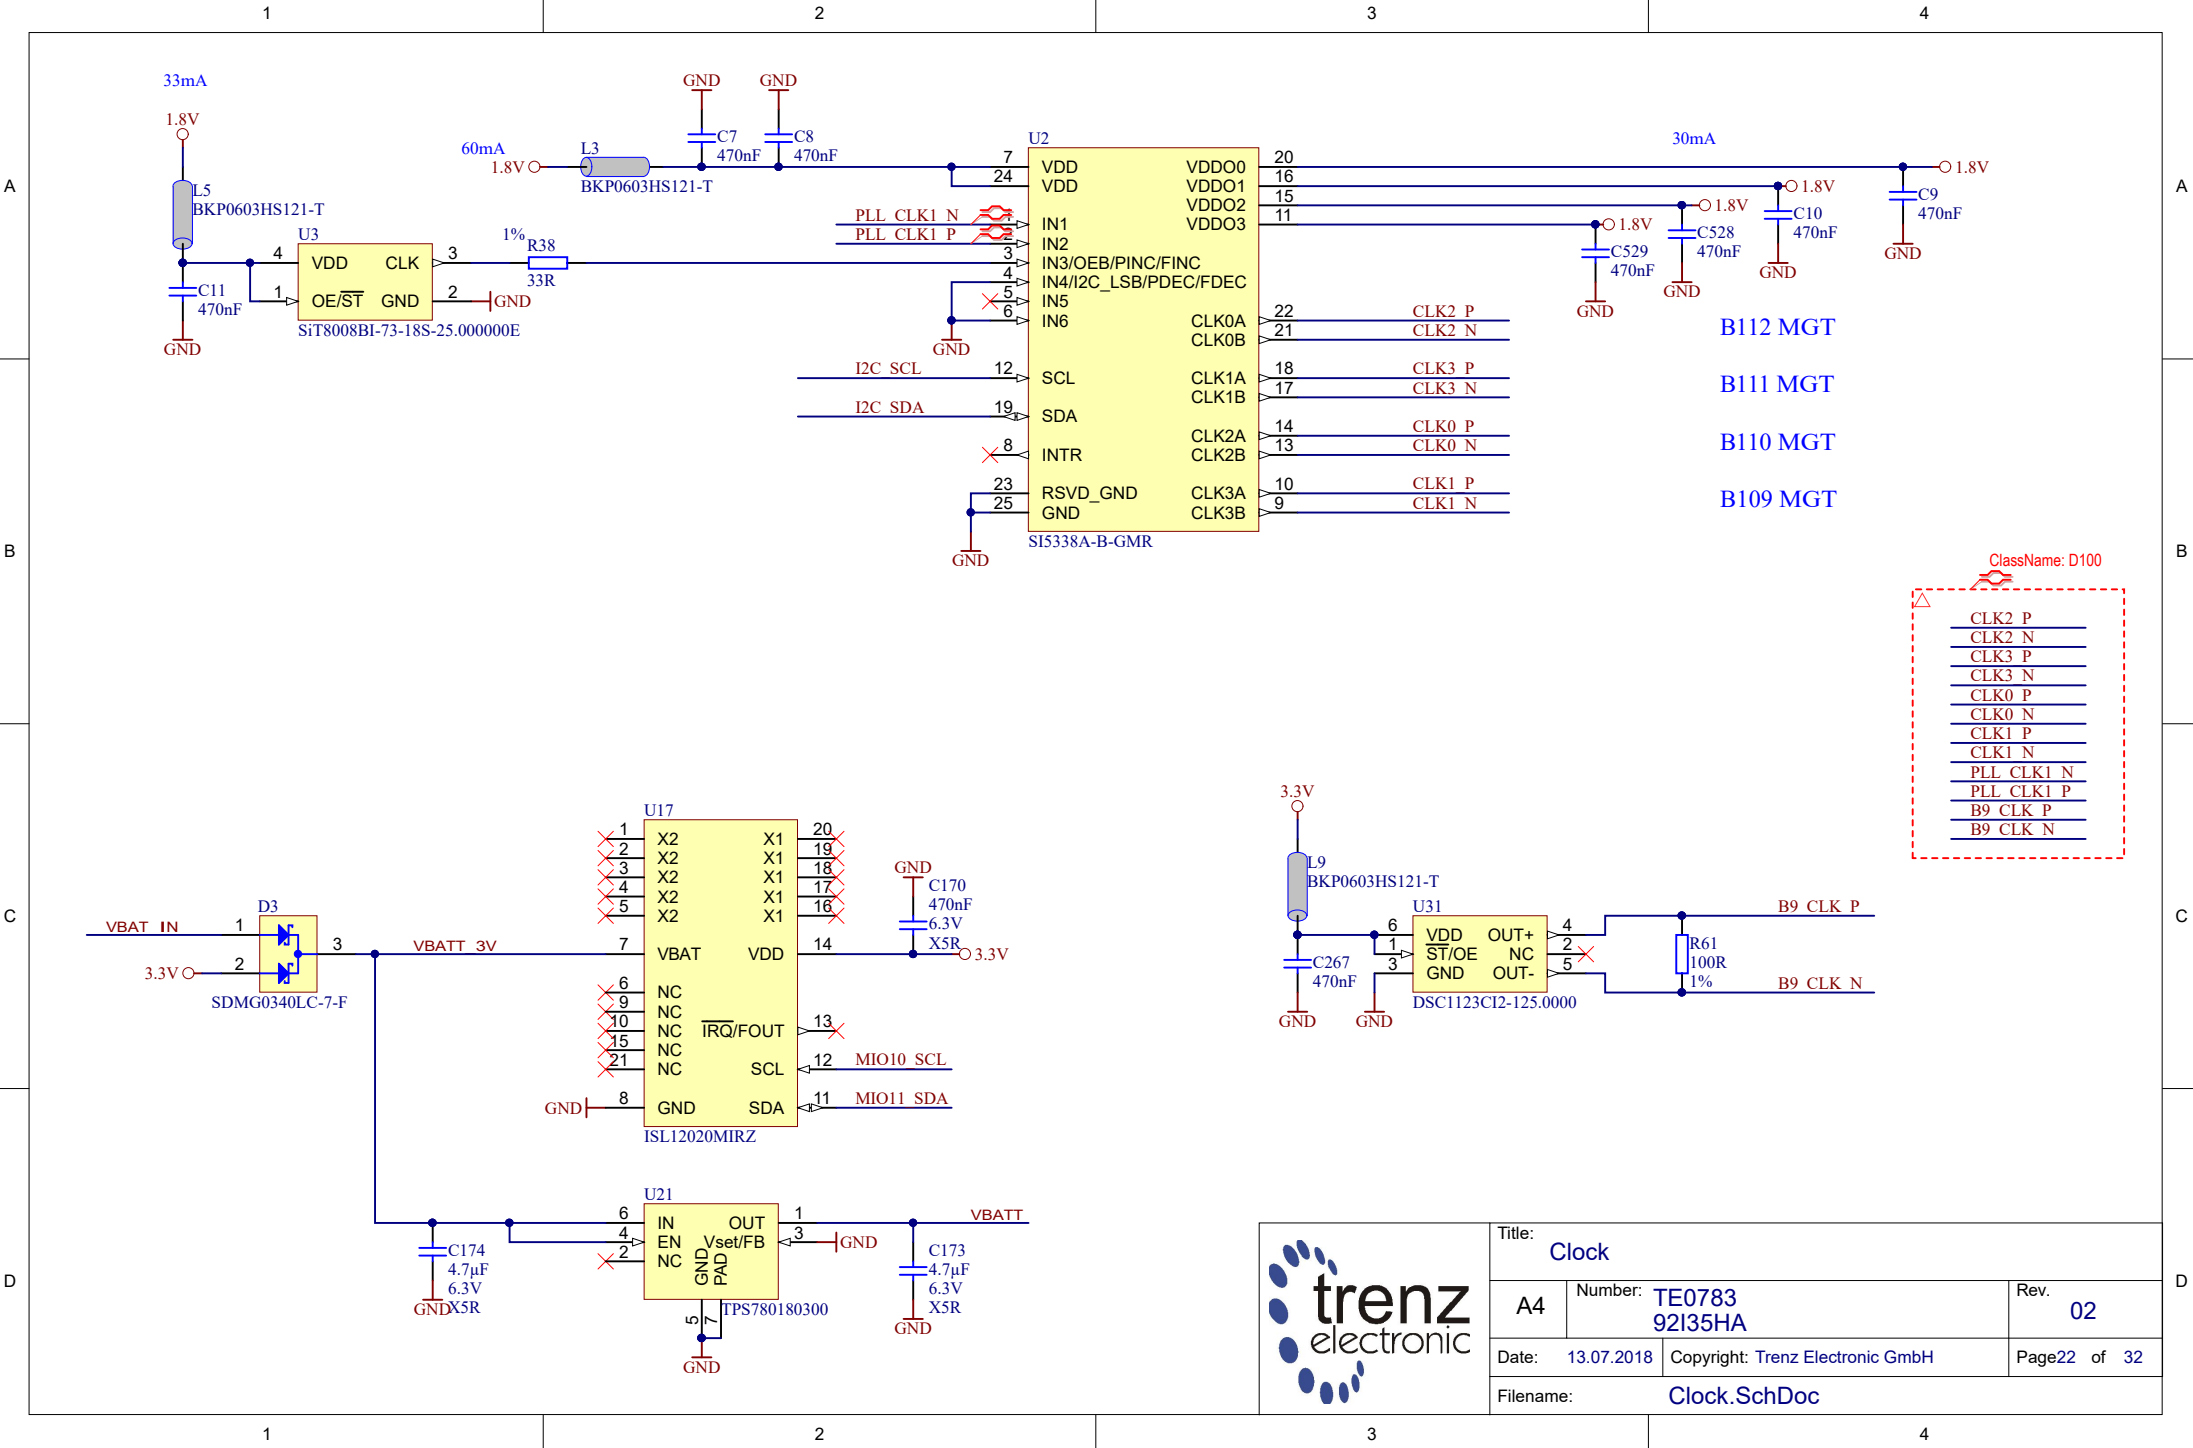 1 2 3 4
A A
B B
C C
D D
33mA
1.8V
L5
BKP0603HS121-T
C11
470nF
GND
U3
4 VDD CLK 3
1 OE/ST GND 2 GND
SiT8008BI-73-18S-25.000000E
1%
R38
33R
60mA
1.8V
L3
BKP0603HS121-T
GND GND
C7
470nF
C8
470nF
U2
7 VDD VDDO0 20
24 VDD VDDO1 16
VDDO2 15
PLL_CLK1_N IN1 VDDO3 11
PLL_CLK1_P 2 IN2
3 IN3/OEB/PINC/FINC
4 IN4/I2C_LSB/PDEC/FDEC
5 IN5
6 IN6 CLK0A 22 CLK2_P
CLK0B 21 CLK2_N
GND
I2C_SCL 12 SCL CLK1A 18 CLK3_P
CLK1B 17 CLK3_N
I2C_SDA 19 SDA
CLK2A 14 CLK0_P
8 INTR CLK2B 13 CLK0_N
23 RSVD_GND CLK3A 10 CLK1_P
25 GND CLK3B 9 CLK1_N
GND
SI5338A-B-GMR
30mA
1.8V
C9
470nF
GND
1.8V
C10
470nF
GND
1.8V
C528
470nF
GND
1.8V
C529
470nF
GND
B112 MGT
B111 MGT
B110 MGT
B109 MGT
ClassName: D100
CLK2_P
CLK2_N
CLK3_P
CLK3_N
CLK0_P
CLK0_N
CLK1_P
CLK1_N
PLL_CLK1_N
PLL_CLK1_P
B9_CLK_P
B9_CLK_N
U17
1 X2 X1 20
2 X2 X1 19
3 X2 X1 18
4 X2 X1 17
5 X2 X1 16
7 VBAT VDD 14
6 NC
9 NC
10 NC IRQ/FOUT 13
15 NC
21 NC SCL 12 MIO10_SCL
GND 8 GND SDA 11 MIO11_SDA
ISL12020MIRZ
GND
C170
470nF
6.3V
X5R
3.3V
D3
VBAT_IN 1
3 VBATT_3V
3.3V 2
SDMG0340LC-7-F
U21
6 IN OUT 1 VBATT
4 EN Vset/FB 3 GND
2 NC
GND PAD
5 7
TPS780180300
GND
C174
4.7µF
6.3V
X5R
GND
C173
4.7µF
6.3V
X5R
GND
3.3V
L9
BKP0603HS121-T
C267
470nF
GND GND
U31
6 VDD OUT+ 4 B9_CLK_P
1 ST/OE NC 2
3 GND OUT- 5 B9_CLK_N
DSC1123CI2-125.0000
R61
100R
1%
trenz
electronic
Title:
Clock
A4 Number: TE0783
92I35HA
Rev.
02
Date: 13.07.2018 Copyright: Trenz Electronic GmbH Page22 of 32
Filename: Clock.SchDoc
1 2 3 4